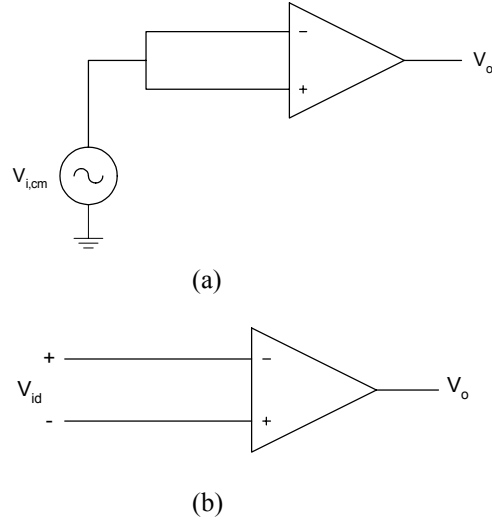 −
V_o
+
V_i,cm
(a)
+
−
V_id
V_o
-
+
(b)